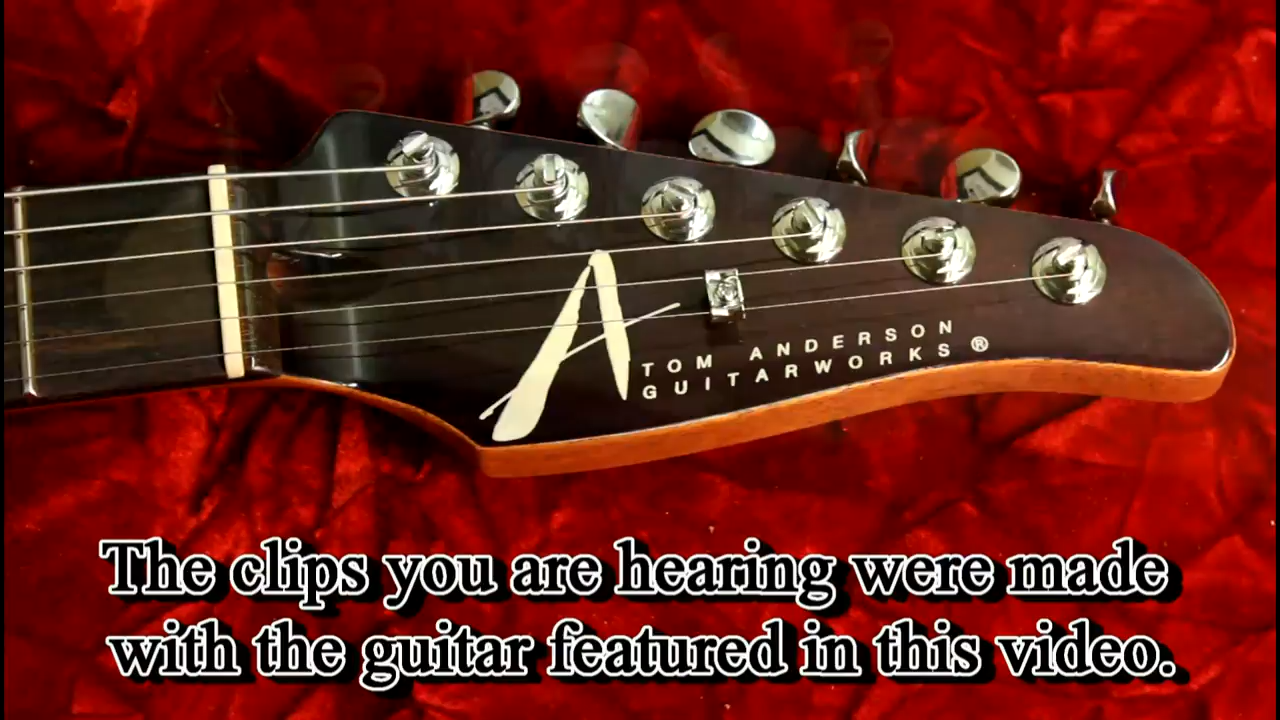 A
TOM ANDERSON
GUITARWORKS ®
The clips you are hearing were made
with the guitar featured in this video.